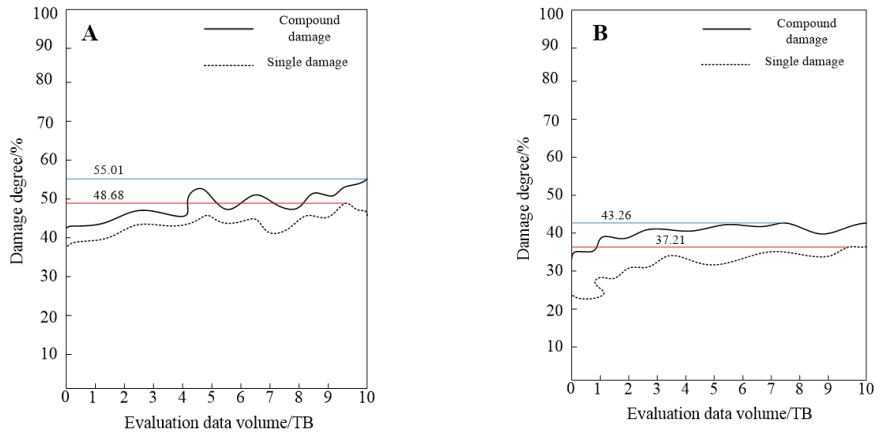 A
Compound
damage
Single damage
100
90
80
70
60
50
40
30
20
10
55.01
48.68
Damage degree/%
0 1 2 3 4 5 6 7 8 9 10
Evaluation data volume/TB
B
Compound
damage
Single damage
100
90
80
70
60
50
40
30
20
10
43.26
37.21
Damage degree/%
0 1 2 3 4 5 6 7 8 9 10
Evaluation data volume/TB